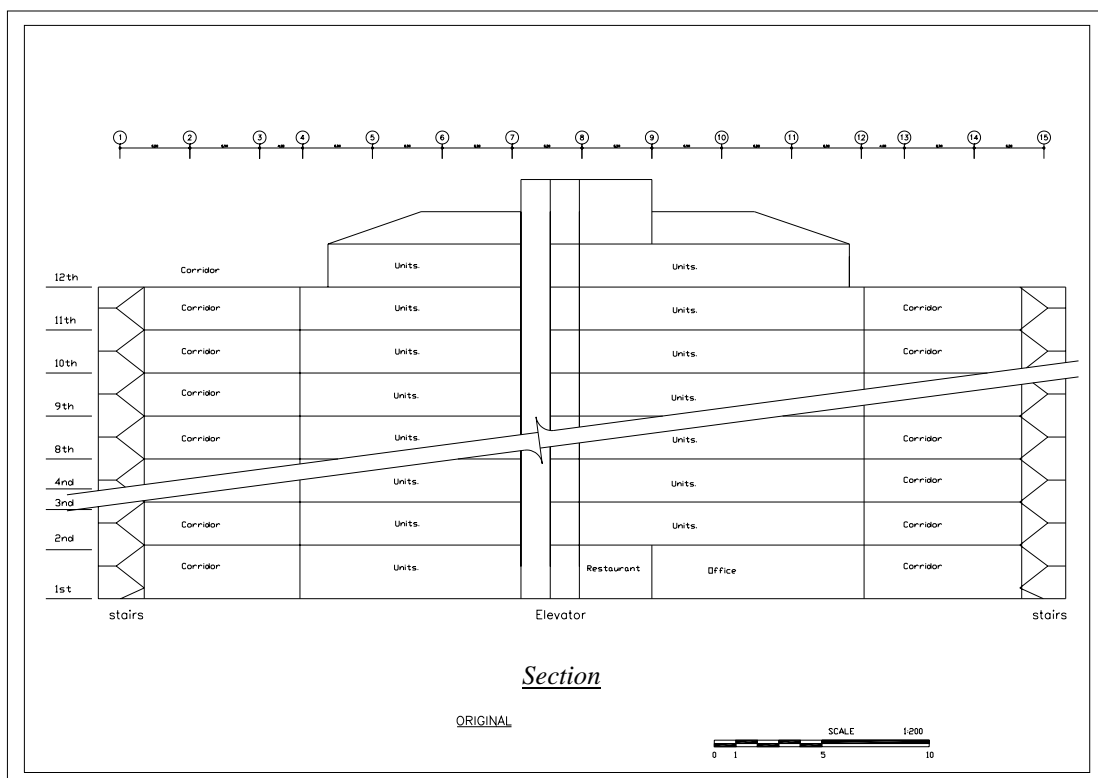 1 2 3 4 5 6 7 8 9 10 11 12 13 14 15
12th Corridor Units. Units.
11th Corridor Units. Units. Corridor
10th Corridor Units. Units. Corridor
9th Corridor Units. Units. Corridor
8th Corridor Units. Units. Corridor
4nd Units. Units. Corridor
3nd
2nd Corridor Units. Units. Corridor
1st Corridor Units. Restaurant Office Corridor
stairs Elevator stairs
Section
ORIGINAL
SCALE 1:200
0 1 5 10